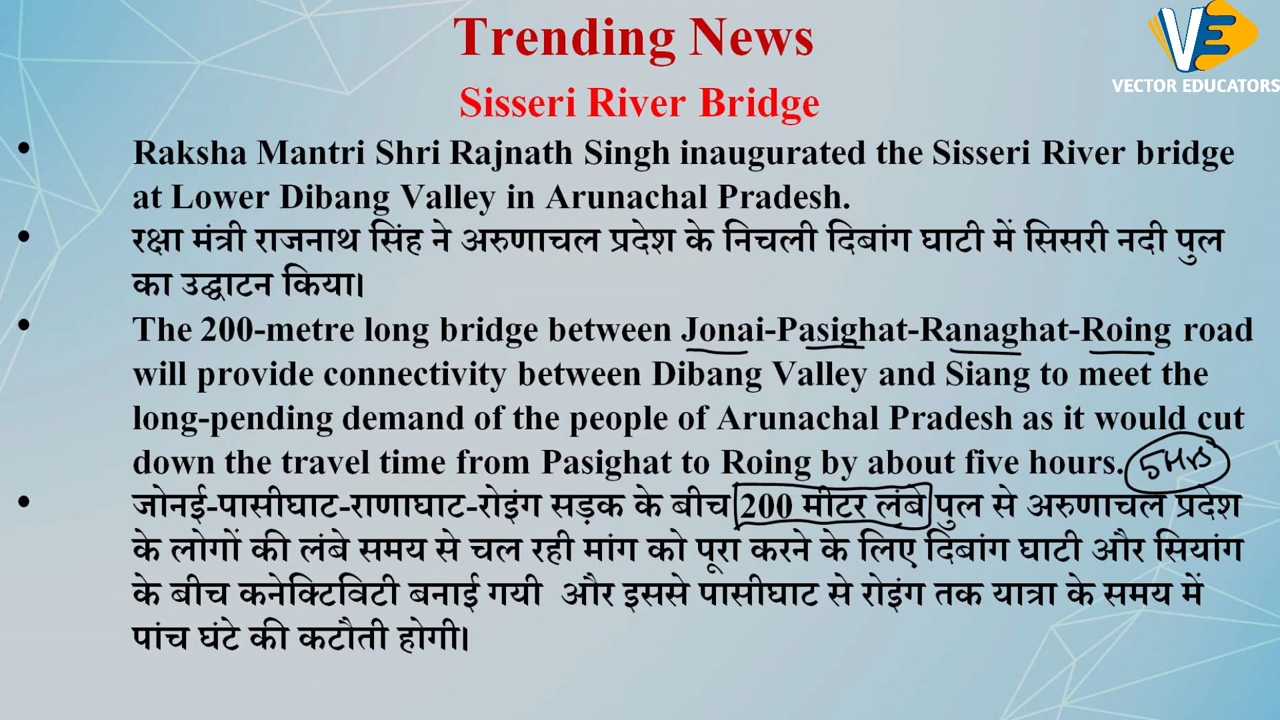 Trending News
VE
VECTOR EDUCATORS
Sisseri River Bridge
• Raksha Mantri Shri Rajnath Singh inaugurated the Sisseri River bridge
at Lower Dibang Valley in Arunachal Pradesh.
• रक्षा मंत्री राजनाथ सिंह ने अरुणाचल प्रदेश के निचली दिबांग घाटी में सिसरी नदी पुल
का उद्घाटन किया।
• The 200-metre long bridge between Jonai-Pasighat-Ranaghat-Roing road
will provide connectivity between Dibang Valley and Siang to meet the
long-pending demand of the people of Arunachal Pradesh as it would cut
down the travel time from Pasighat to Roing by about five hours. 5 Hrs
• जोनई-पासीघाट-राणाघाट-रोइंग सड़क के बीच 200 मीटर लंबे पुल से अरुणाचल प्रदेश
के लोगों की लंबे समय से चल रही मांग को पूरा करने के लिए दिबांग घाटी और सियांग
के बीच कनेक्टिविटी बनाई गयी और इससे पासीघाट से रोइंग तक यात्रा के समय में
पांच घंटे की कटौती होगी।